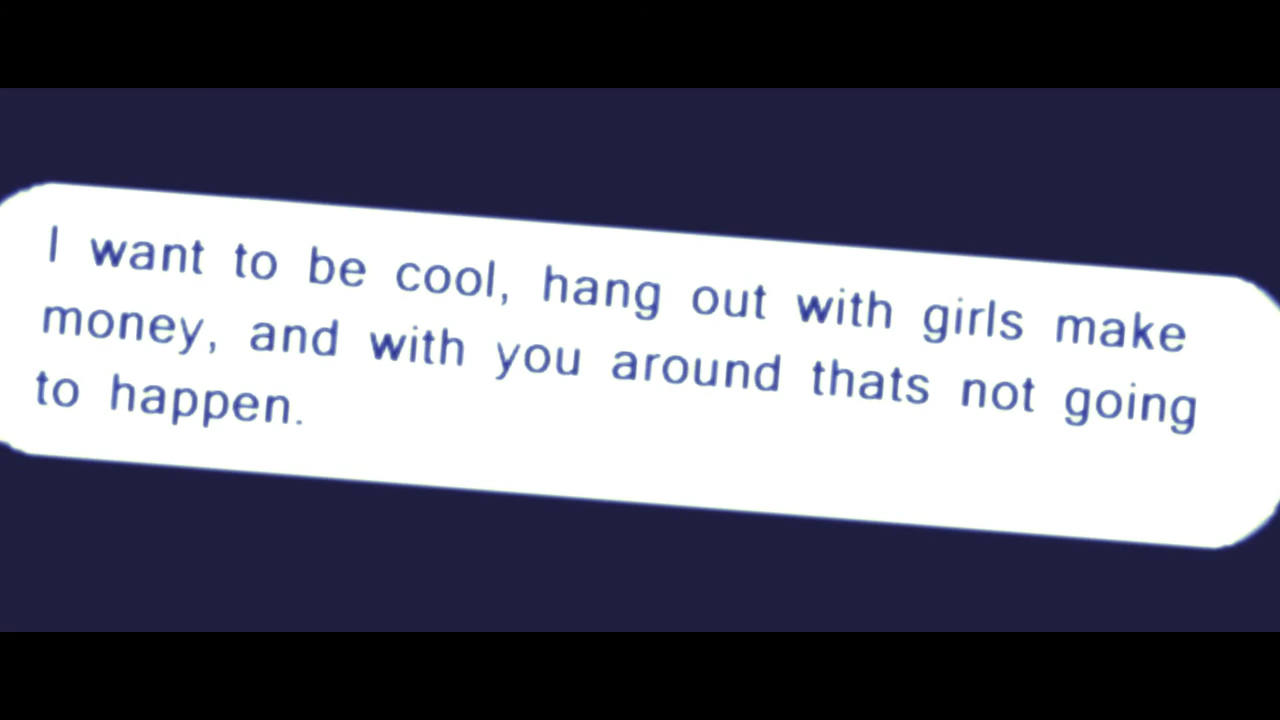 I want to be cool, hang out with girls make
money, and with you around thats not going
to happen.